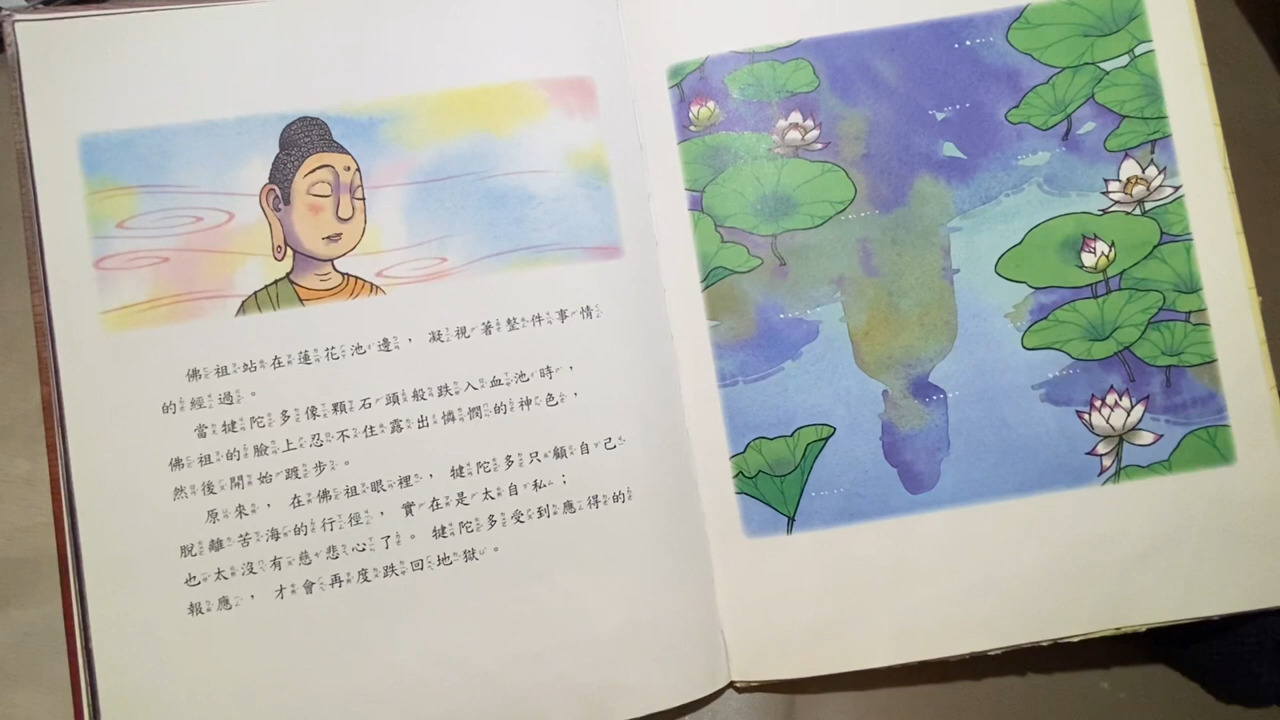 佛祖站在蓮花池邊，凝視著整件事情
的經過。
當犍陀多像顆石頭般跌入血池時，
佛祖的臉上忍不住露出憐憫的神色，
然後開始踱步。
原來，在佛祖眼裡，犍陀多只顧自己
脫離苦海的行徑，實在是太自私；
也太沒有慈悲心了。犍陀多受到應得的
報應，才會再度跌回地獄。